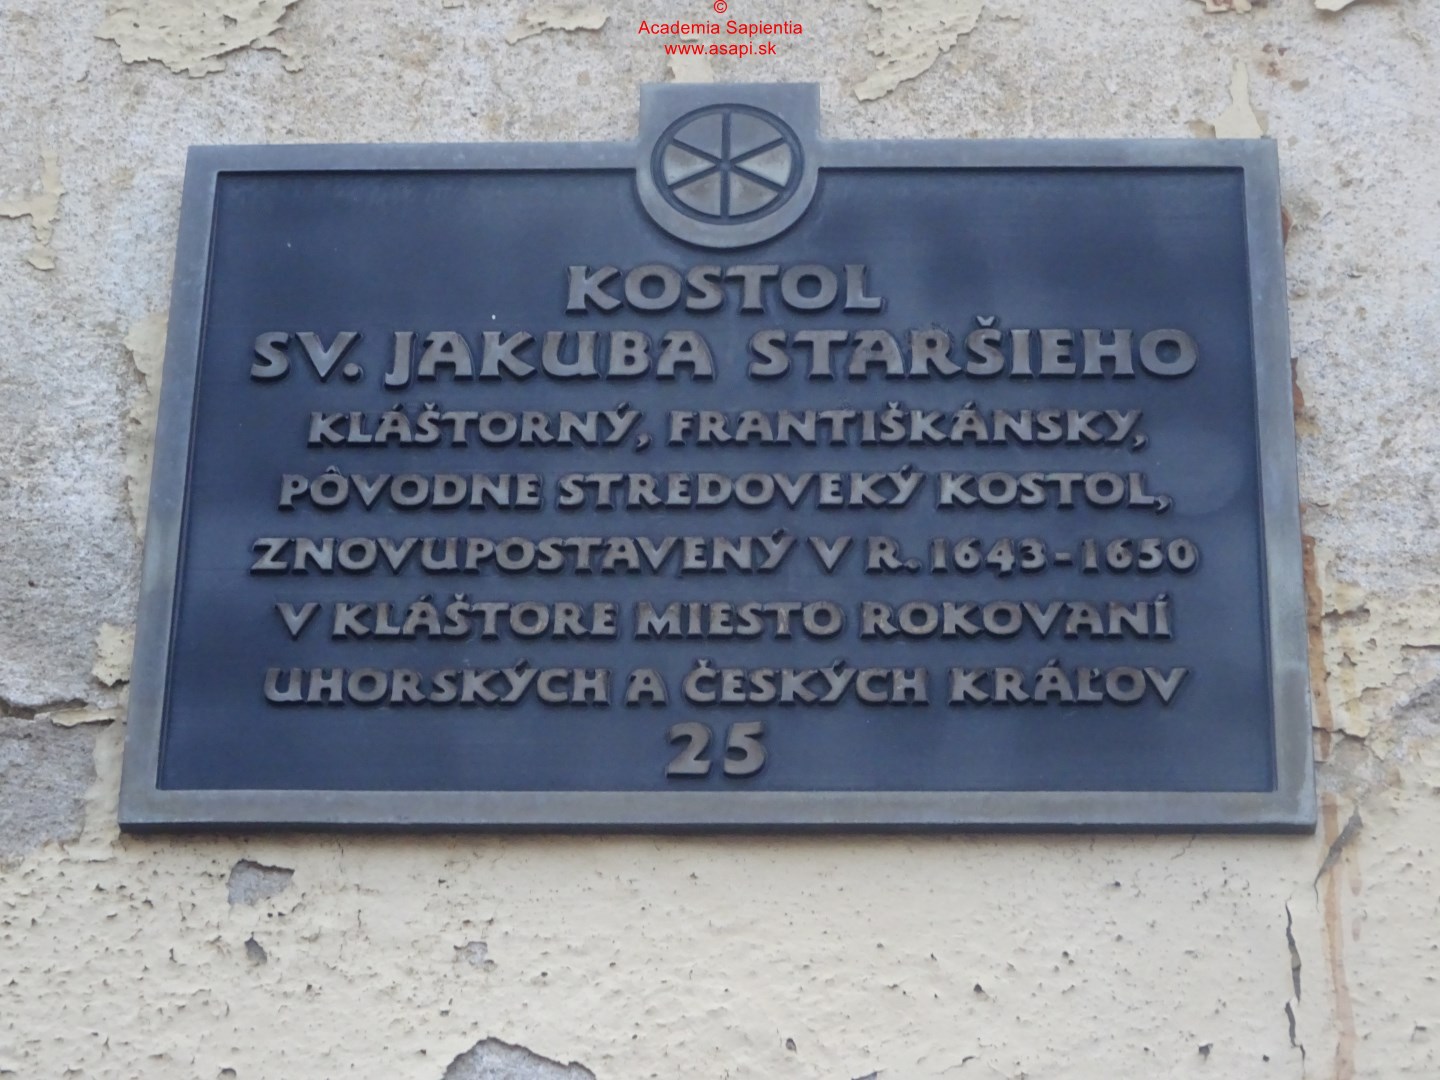 ©
Academia Sapientia
www.asapi.sk
KOSTOL
SV. JAKUBA STARŠIEHO
KLÁŠTORNÝ, FRANTIŠKÁNSKY,
PÔVODNE STREDOVEKÝ KOSTOL,
ZNOVUPOSTAVENÝ V R. 1643-1650
V KLÁŠTORE MIESTO ROKOVANÍ
UHORSKÝCH A ČESKÝCH KRÁĽOV
25